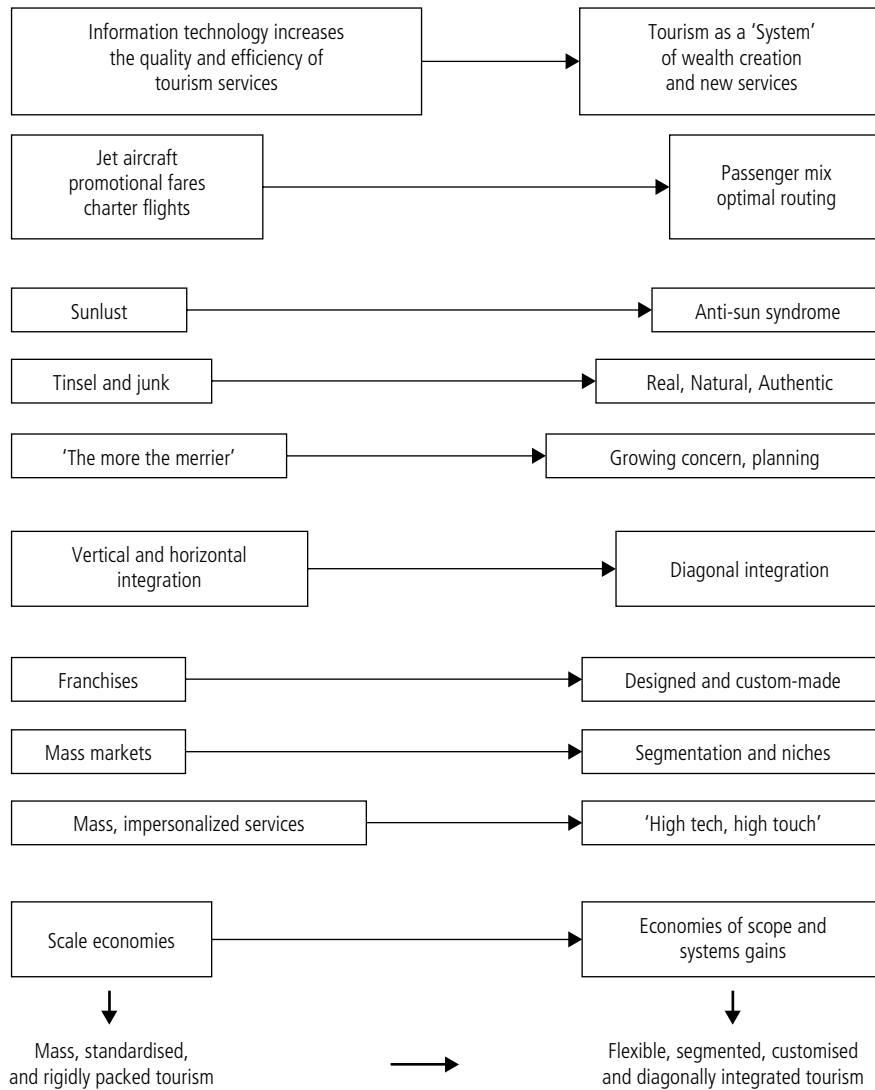 Information technology increases
the quality and efficiency of
tourism services
Tourism as a ‘System’
of wealth creation
and new services
Jet aircraft
promotional fares
charter flights
Passenger mix
optimal routing
Sunlust
Anti-sun syndrome
Tinsel and junk
Real, Natural, Authentic
‘The more the merrier’
Growing concern, planning
Vertical and horizontal
integration
Diagonal integration
Franchises
Designed and custom-made
Mass markets
Segmentation and niches
Mass, impersonalized services
‘High tech, high touch’
Scale economies
Economies of scope and
systems gains
Mass, standardised,
and rigidly packed tourism
Flexible, segmented, customised
and diagonally integrated tourism